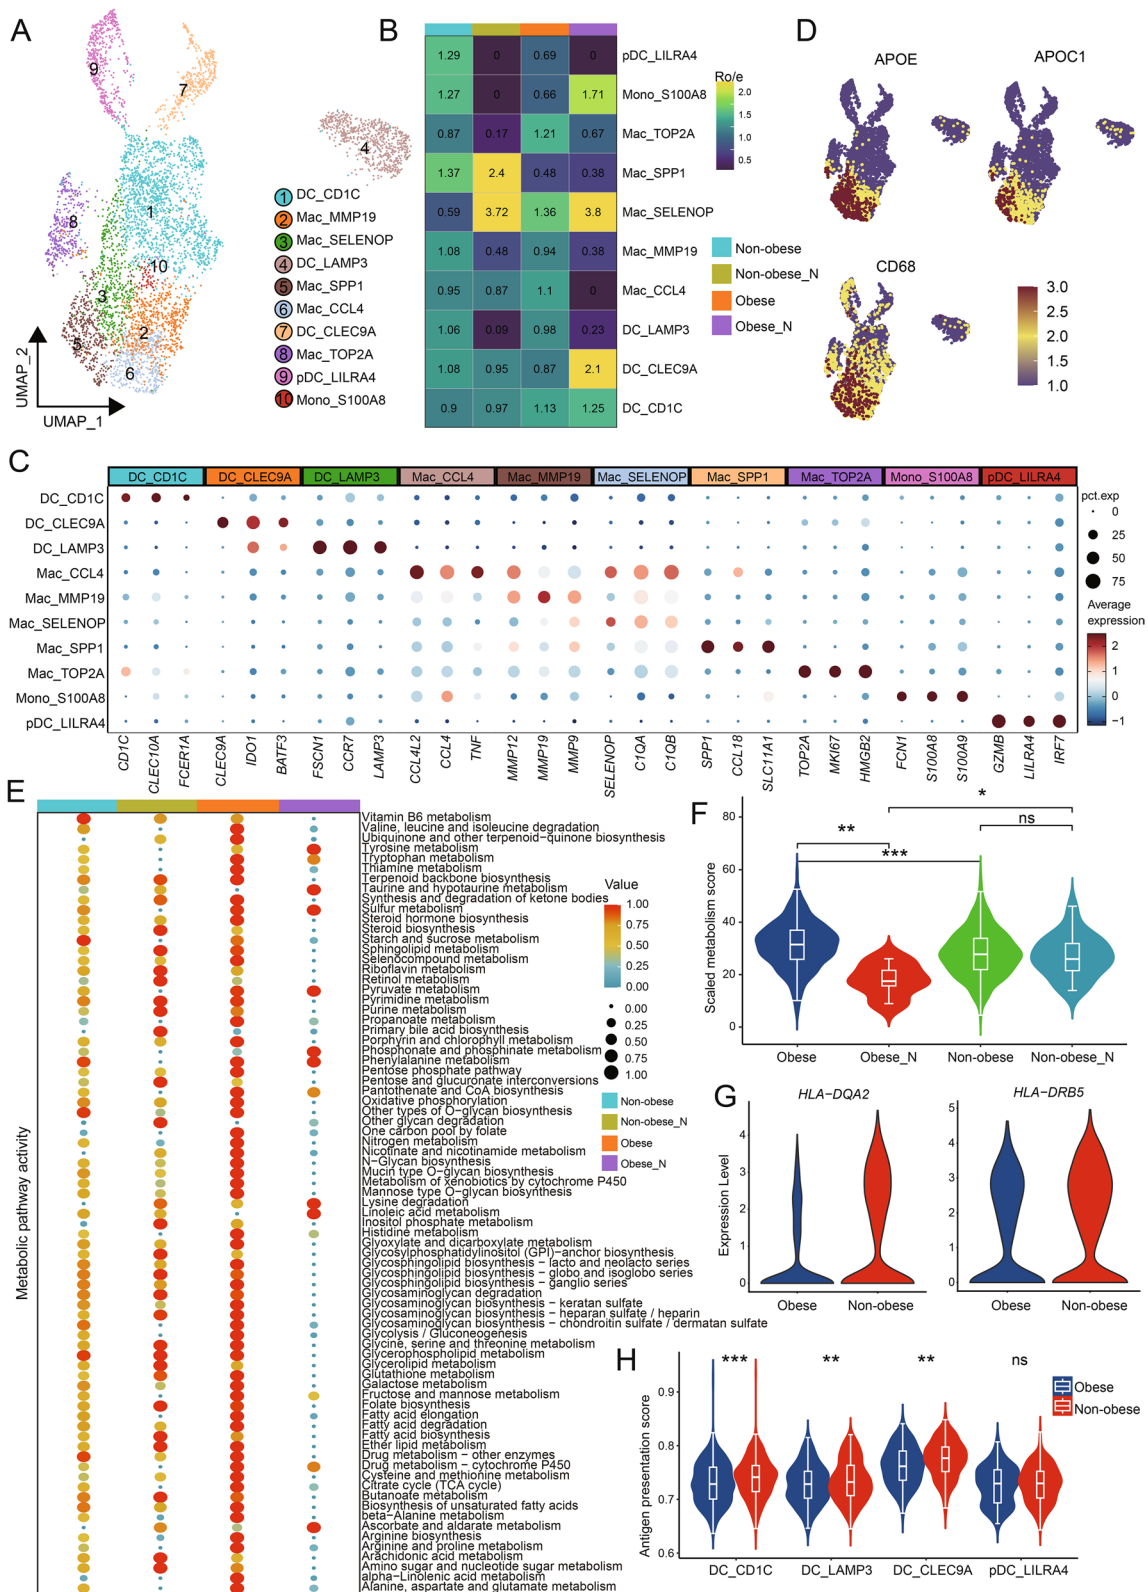 A
9
7
4
1
8
10
3
2
5
6
UMAP_2
UMAP_1
1 DC_CD1C
2 Mac_MMP19
3 Mac_SELENOP
4 DC_LAMP3
5 Mac_SPP1
6 Mac_CCL4
7 DC_CLEC9A
8 Mac_TOP2A
9 pDC_LILRA4
10 Mono_S100A8
B
1.29 0 0.69 0 pDC_LILRA4
1.27 0 0.66 1.71 Mono_S100A8
0.87 0.17 1.21 0.67 Mac_TOP2A
1.37 2.4 0.48 0.38 Mac_SPP1
0.59 3.72 1.36 3.8 Mac_SELENOP
1.08 0.48 0.94 0.38 Mac_MMP19
0.95 0.87 1.1 0 Mac_CCL4
1.06 0.09 0.98 0.23 DC_LAMP3
1.08 0.95 0.87 2.1 DC_CLEC9A
0.9 0.97 1.13 1.25 DC_CD1C
Ro/e
2.0
1.5
1.0
0.5
Non-obese
Non-obese_N
Obese
Obese_N
D
APOE
APOC1
CD68
3.0
2.5
2.0
1.5
1.0
C
DC_CD1C DC_CLEC9A DC_LAMP3 Mac_CCL4 Mac_MMP19 Mac_SELENOP Mac_SPP1 Mac_TOP2A Mono_S100A8 pDC_LILRA4
DC_CD1C
DC_CLEC9A
DC_LAMP3
Mac_CCL4
Mac_MMP19
Mac_SELENOP
Mac_SPP1
Mac_TOP2A
Mono_S100A8
pDC_LILRA4
CD1C CLEC10A FCER1A CLEC9A IDO1 BATF3 FSCN1 CCR7 LAMP3 CCL4L2 CCL4 TNF MMP12 MMP19 MMP9 SELENOP C1QA C1QB SPP1 CCL18 SLC11A1 TOP2A MKI67 HMGB2 FCN1 S100A8 S100A9 GZMB LILRA4 IRF7
pct.exp
0
25
50
75
Average
expression
2
1
0
−1
E
Metabolic pathway activity
Vitamin B6 metabolism
Valine, leucine and isoleucine degradation
Ubiquinone and other terpenoid−quinone biosynthesis
Tyrosine metabolism
Tryptophan metabolism
Thiamine metabolism
Terpenoid backbone biosynthesis
Taurine and hypotaurine metabolism
Synthesis and degradation of ketone bodies
Sulfur metabolism
Steroid hormone biosynthesis
Steroid biosynthesis
Starch and sucrose metabolism
Sphingolipid metabolism
Selenocompound metabolism
Riboflavin metabolism
Retinol metabolism
Pyruvate metabolism
Pyrimidine metabolism
Purine metabolism
Propanoate metabolism
Primary bile acid biosynthesis
Porphyrin and chlorophyll metabolism
Phosphonate and phosphinate metabolism
Phenylalanine metabolism
Pentose phosphate pathway
Pentose and glucuronate interconversions
Pantothenate and CoA biosynthesis
Oxidative phosphorylation
Other types of O−glycan biosynthesis
Other glycan degradation
One carbon pool by folate
Nitrogen metabolism
Nicotinate and nicotinamide metabolism
N−Glycan biosynthesis
Mucin type O−glycan biosynthesis
Metabolism of xenobiotics by cytochrome P450
Mannose type O−glycan biosynthesis
Lysine degradation
Linoleic acid metabolism
Inositol phosphate metabolism
Histidine metabolism
Glyoxylate and dicarboxylate metabolism
Glycosylphosphatidylinositol (GPI)−anchor biosynthesis
Glycosphingolipid biosynthesis − lacto and neolacto series
Glycosphingolipid biosynthesis − globo and isoglobo series
Glycosphingolipid biosynthesis − ganglio series
Glycosaminoglycan degradation
Glycosaminoglycan biosynthesis − keratan sulfate
Glycosaminoglycan biosynthesis − heparan sulfate / heparin
Glycosaminoglycan biosynthesis − chondroitin sulfate / dermatan sulfate
Glycolysis / Gluconeogenesis
Glycine, serine and threonine metabolism
Glycerophospholipid metabolism
Glycerolipid metabolism
Glutathione metabolism
Galactose metabolism
Fructose and mannose metabolism
Folate biosynthesis
Fatty acid elongation
Fatty acid degradation
Fatty acid biosynthesis
Ether lipid metabolism
Drug metabolism − other enzymes
Drug metabolism − cytochrome P450
Cysteine and methionine metabolism
Citrate cycle (TCA cycle)
Butanoate metabolism
Biosynthesis of unsaturated fatty acids
beta−Alanine metabolism
Ascorbate and aldarate metabolism
Arginine biosynthesis
Arginine and proline metabolism
Arachidonic acid metabolism
Amino sugar and nucleotide sugar metabolism
alpha−Linolenic acid metabolism
Alanine, aspartate and glutamate metabolism
Value
1.00
0.75
0.50
0.25
0.00
0.00
0.25
0.50
0.75
1.00
Non-obese
Non-obese_N
Obese
Obese_N
F
Scaled metabolism score
80
60
40
20
0
*
**
ns
***
Obese Obese_N Non-obese Non-obese_N
G
HLA−DQA2
HLA−DRB5
Expression Level
4
3
2
1
0
5
4
3
2
1
0
Obese Non-obese
Obese Non-obese
H
Antigen presentation score
0.9
0.8
0.7
0.6
*** ** ** ns
Obese
Non-obese
DC_CD1C DC_LAMP3 DC_CLEC9A pDC_LILRA4